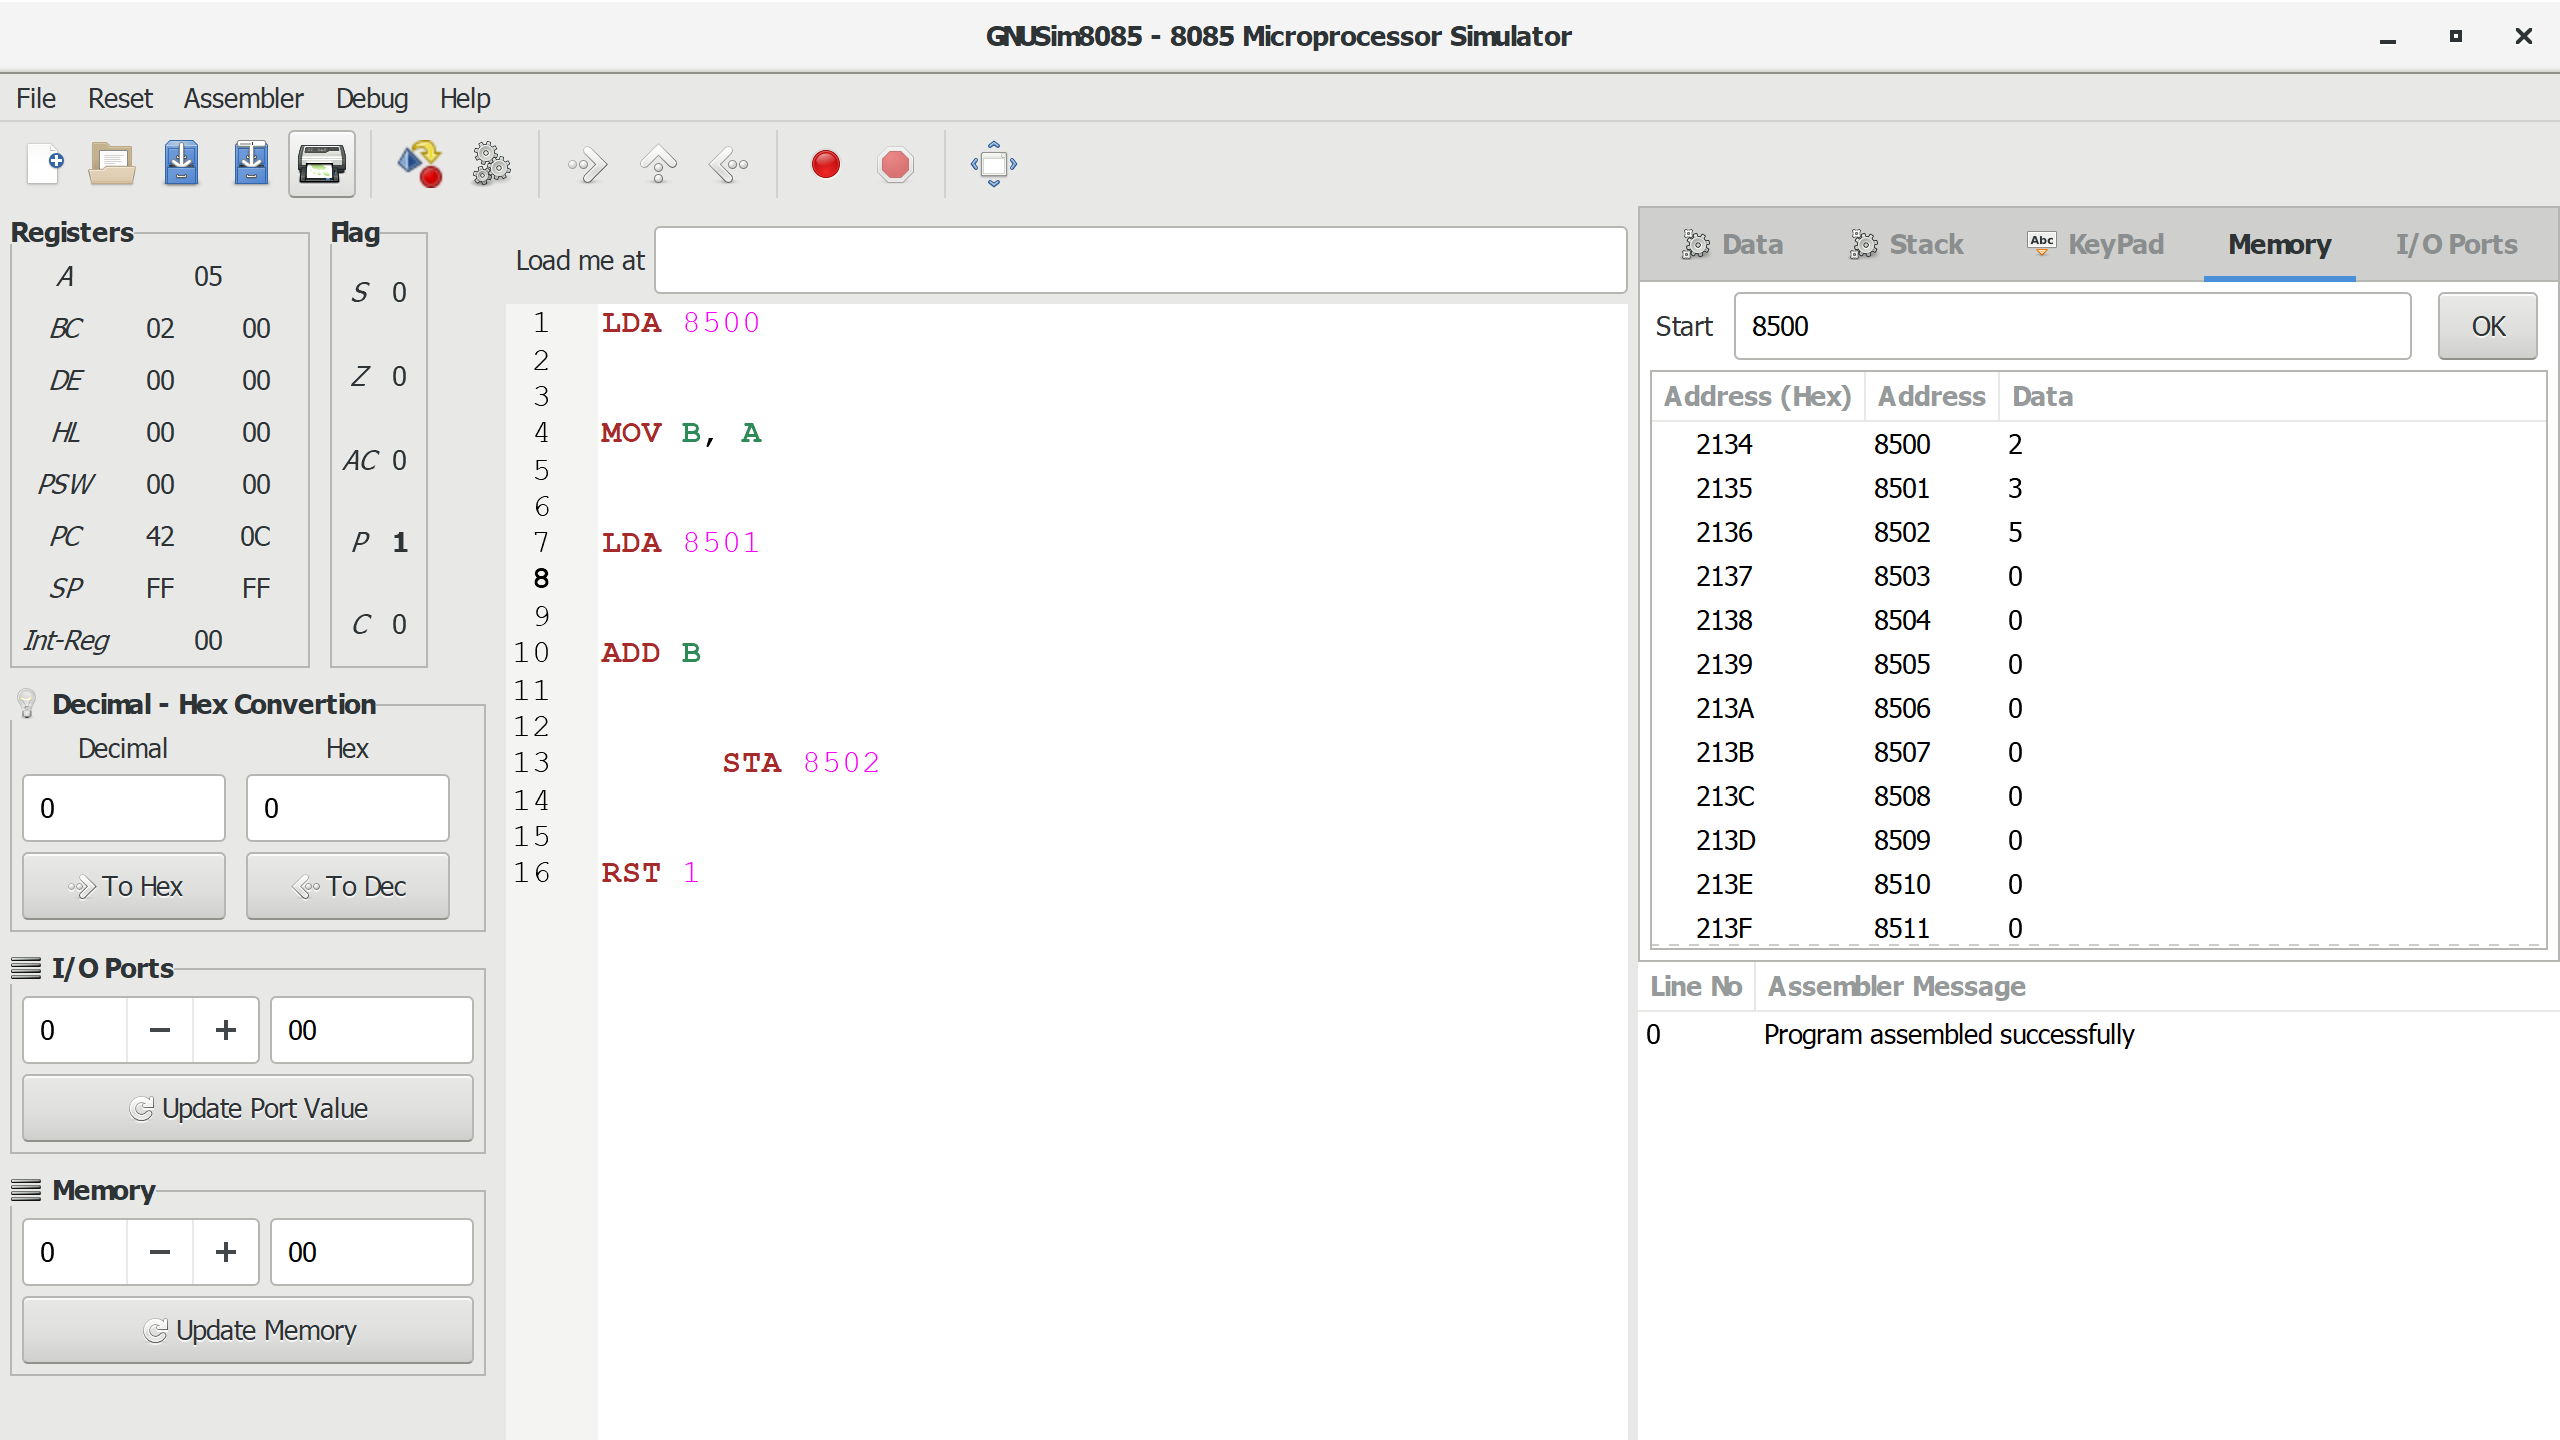 GNUSim8085 - 8085 Microprocessor Simulator
File Reset Assembler Debug Help
Registers
A 05
BC 02 00
DE 00 00
HL 00 00
PSW 00 00
PC 42 0C
SP FF FF
Int-Reg 00
Flag
S 0
Z 0
AC 0
P 1
C 0
Decimal - Hex Convertion
Decimal Hex
0 0
To Hex To Dec
I/O Ports
0 − + 00
Update Port Value
Memory
0 − + 00
Update Memory
Load me at
1 LDA 8500
2
3
4 MOV B, A
5
6
7 LDA 8501
8
9
10 ADD B
11
12
13 STA 8502
14
15
16 RST 1
Data Stack Abc KeyPad Memory I/O Ports
Start 8500 OK
Address (Hex) Address Data
2134 8500 2
2135 8501 3
2136 8502 5
2137 8503 0
2138 8504 0
2139 8505 0
213A 8506 0
213B 8507 0
213C 8508 0
213D 8509 0
213E 8510 0
213F 8511 0
Line No Assembler Message
0 Program assembled successfully